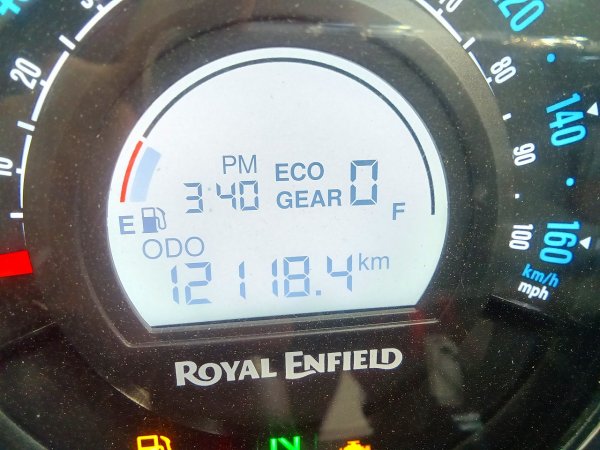 120
140
160
km/h
mph
10
20
80
90
100
PM
3:40
ECO
GEAR 0
E
F
ODO
12118.4 km
ROYAL ENFIELD
N